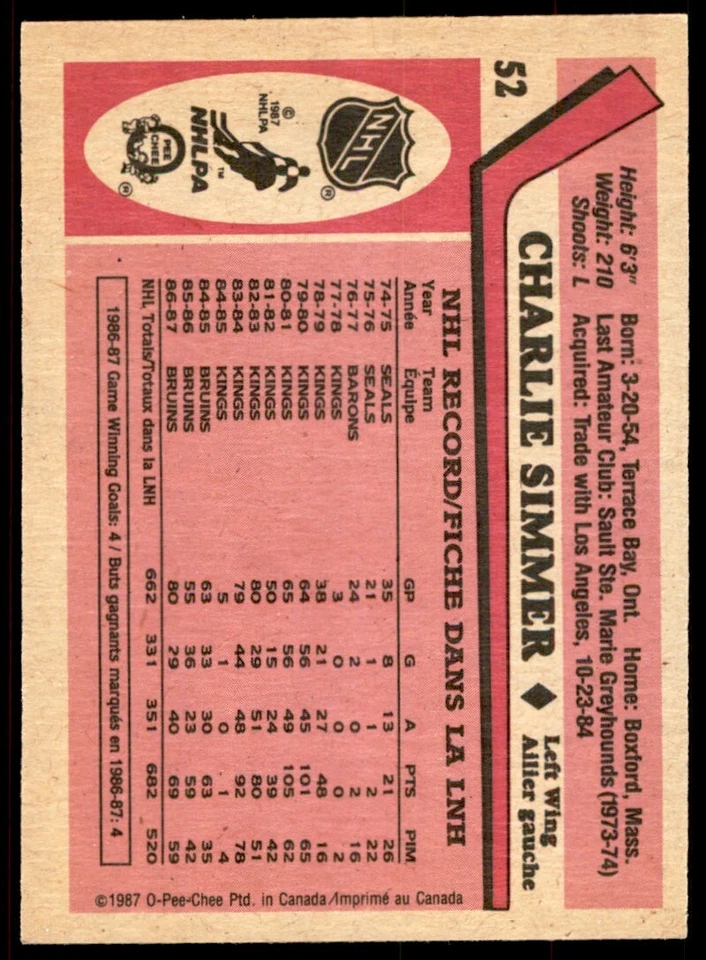 52
Height: 6'3" Born: 3-20-54, Terrace Bay, Ont. Home: Boxford, Mass.
Weight: 210 Last Amateur Club: Sault Ste. Marie Greyhounds (1973-74)
Shoots: L Acquired: Trade with Los Angeles, 10-23-84
CHARLIE SIMMER ◆ Left Wing
Ailier gauche
NHL ®
© 1987 NHLPA
NHLPA ™
O PEE CHEE ®
NHL RECORD/FICHE DANS LA LNH
Year Team GP G A PTS PIM
Année Équipe
74-75 SEALS 35 8 13 21 26
75-76 SEALS 21 1 1 2 22
76-77 BARONS 24 2 0 2 16
77-78 KINGS 3 0 0 0 2
78-79 KINGS 38 21 27 48 16
79-80 KINGS 64 56 45 101 65
80-81 KINGS 65 56 49 105 62
81-82 KINGS 50 15 24 39 42
82-83 KINGS 80 29 51 80 51
83-84 KINGS 79 44 48 92 78
84-85 KINGS 5 1 0 1 4
84-85 BRUINS 63 33 30 63 35
85-86 BRUINS 55 36 23 59 42
86-87 BRUINS 80 29 40 69 59
NHL Totals/Totaux dans la LNH 662 331 351 682 520
1986-87 Game Winning Goals: 4 / Buts gagnants marqués en 1986-87: 4
©1987 O-Pee-Chee Ptd. in Canada/Imprimé au Canada